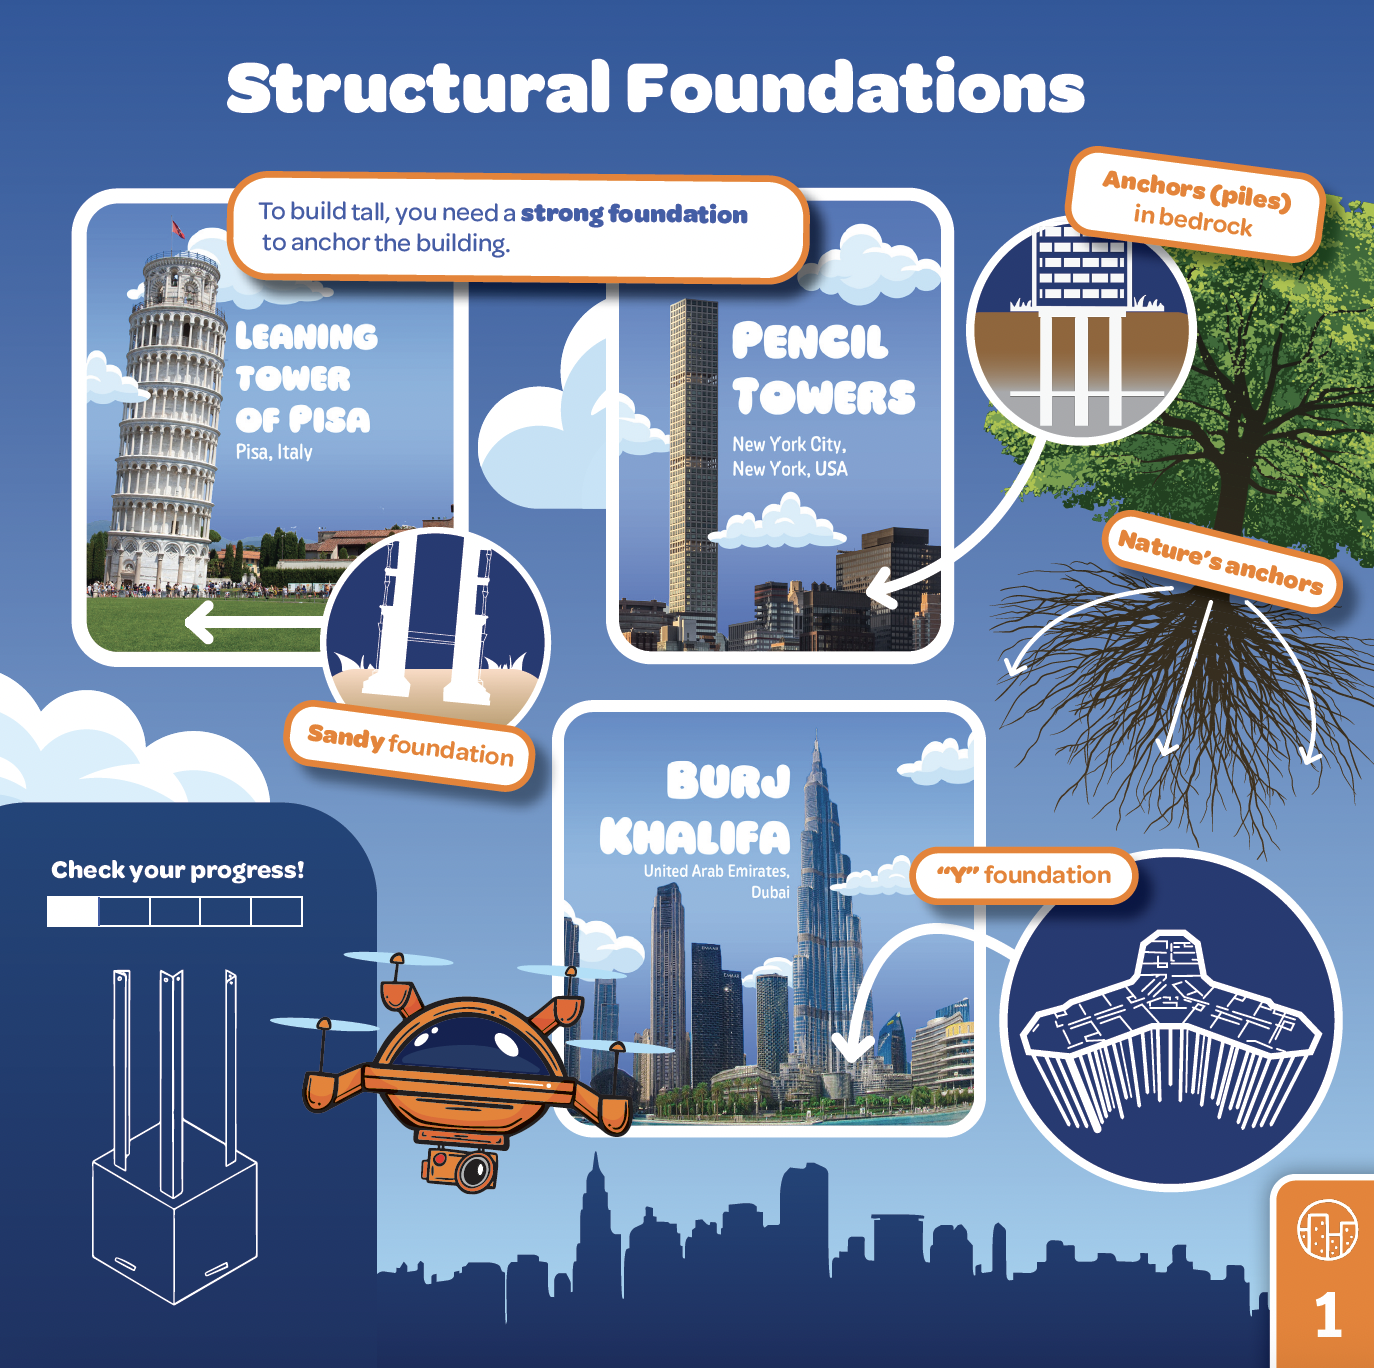 Structural Foundations
To build tall, you need a strong foundation
to anchor the building.
LEANING
TOWER
OF PISA
Pisa, Italy
Sandy foundation
PENCIL
TOWERS
New York City,
New York, USA
Anchors (piles)
in bedrock
Nature's anchors
BURJ
KHALIFA
United Arab Emirates,
Dubai
“Y” foundation
Check your progress!
1